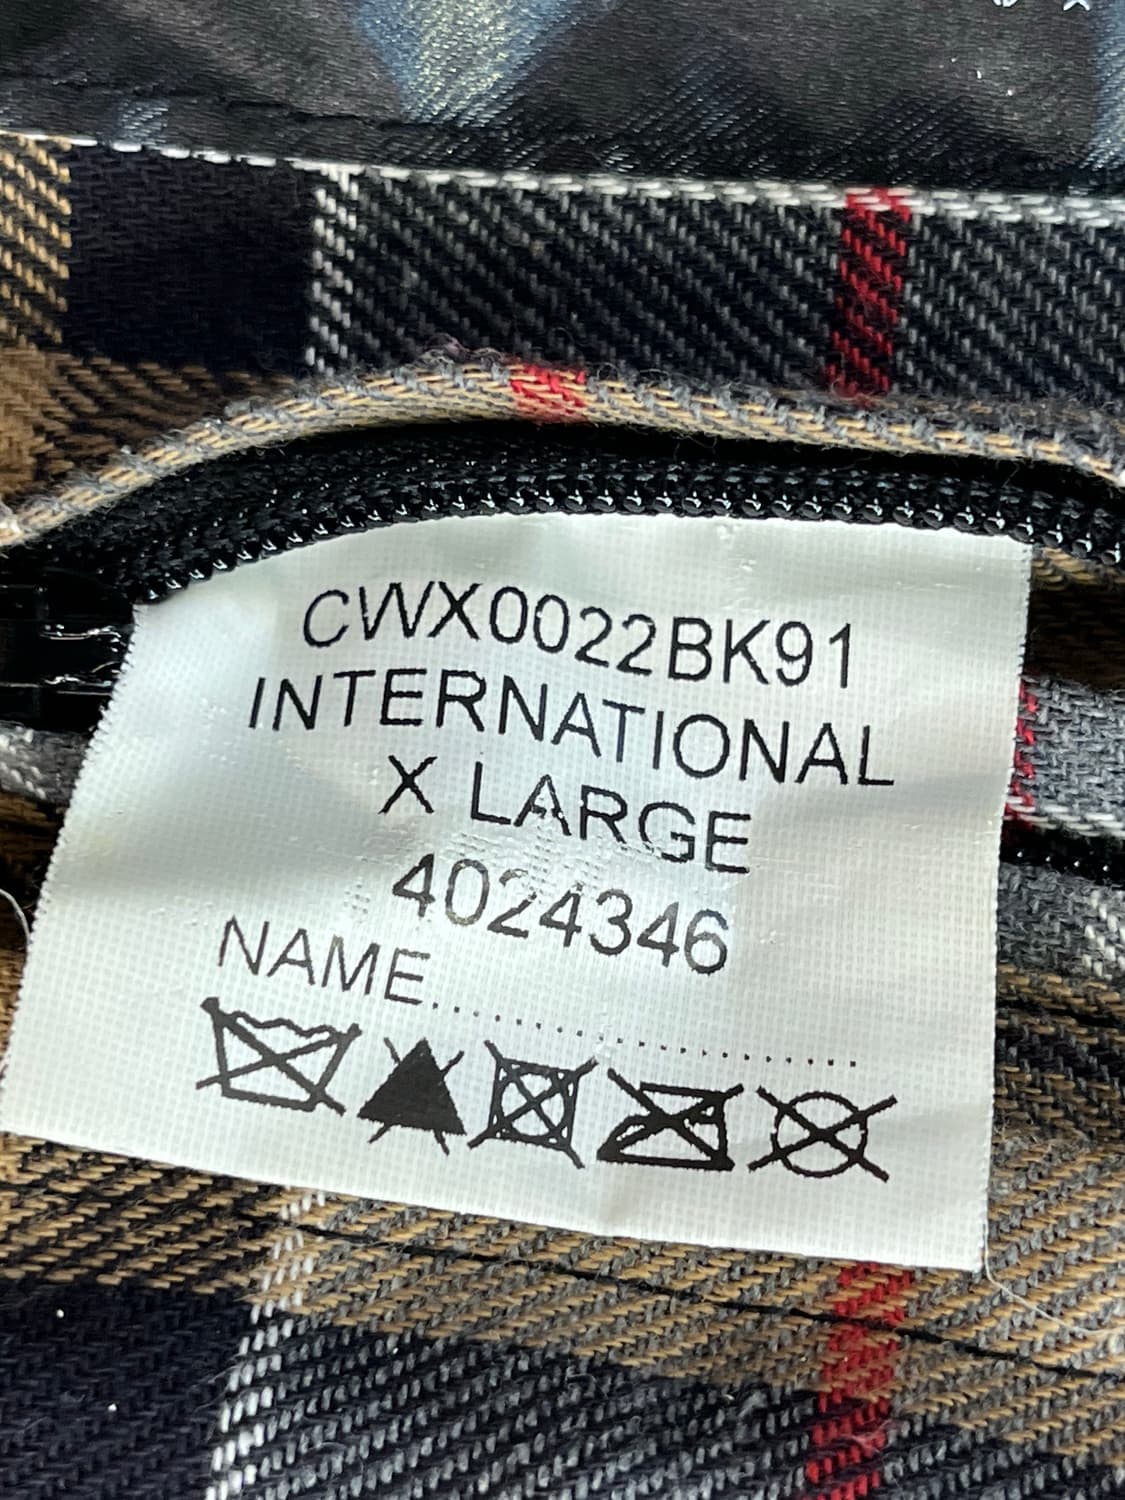 CWX0022BK91
INTERNATIONAL
X LARGE
4024346
NAME..............................